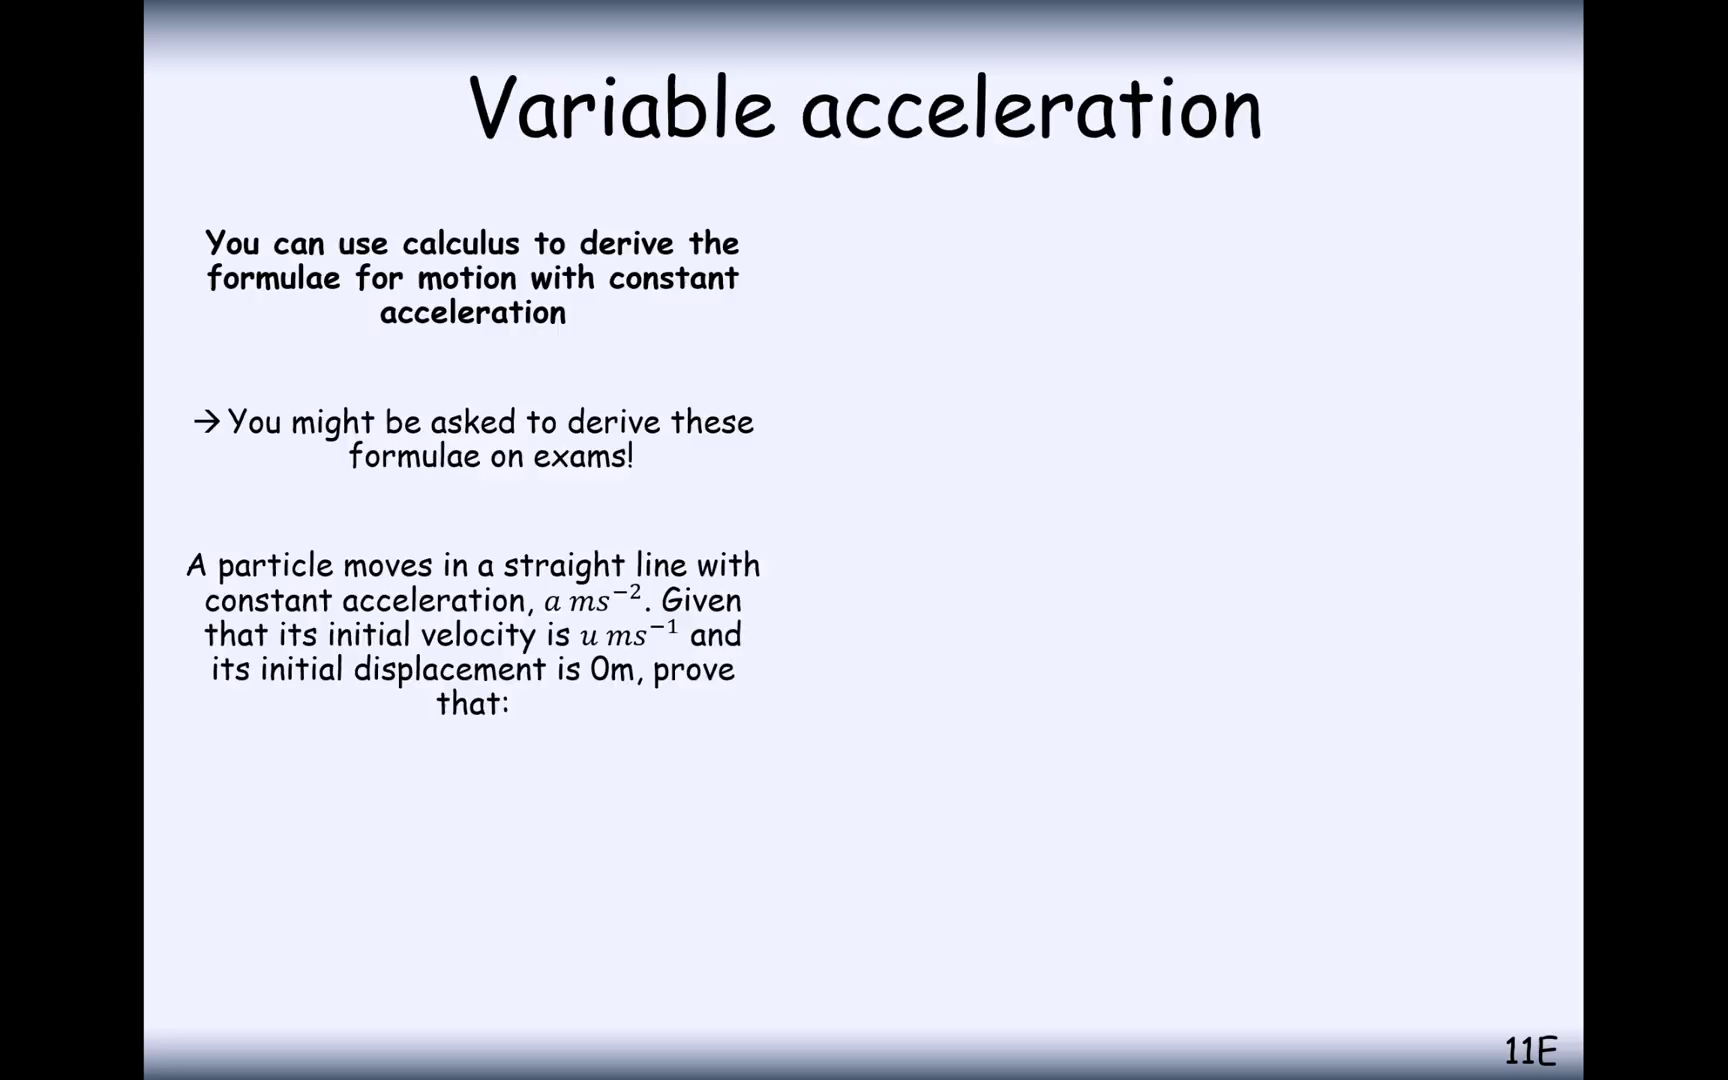 Variable acceleration
You can use calculus to derive the
formulae for motion with constant
acceleration
→ You might be asked to derive these
formulae on exams!
A particle moves in a straight line with
constant acceleration, a ms⁻². Given
that its initial velocity is u ms⁻¹ and
its initial displacement is 0m, prove
that:
11E